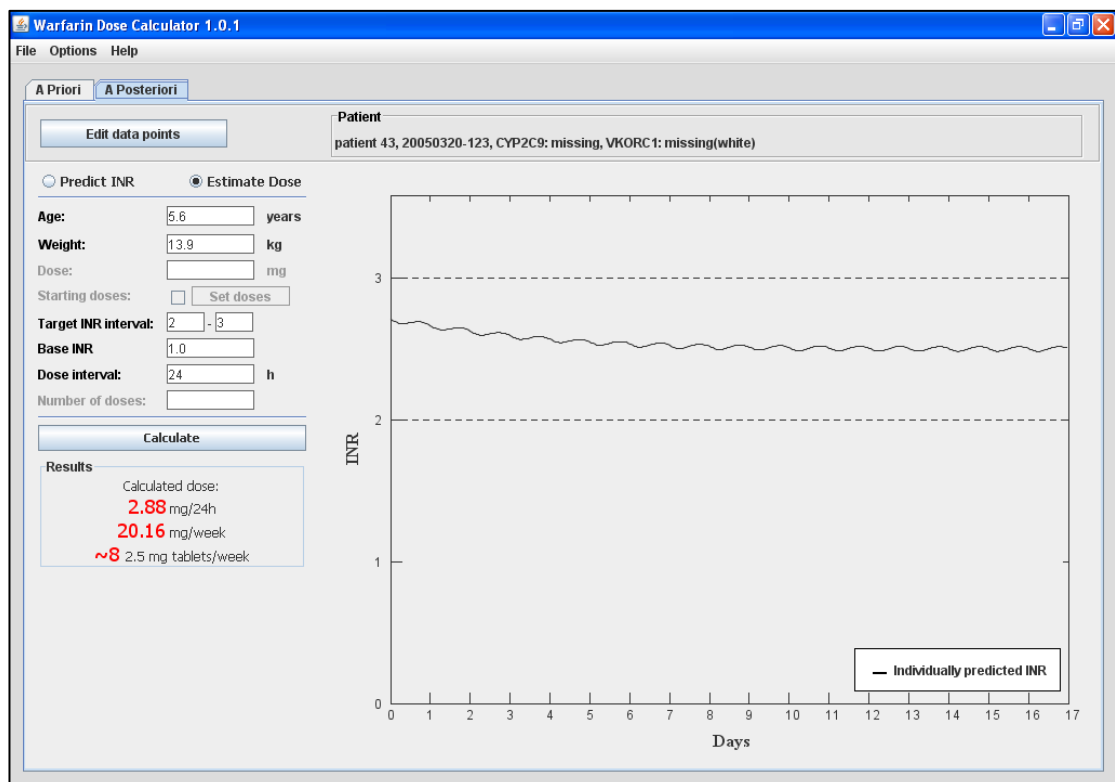 Warfarin Dose Calculator 1.0.1
File Options Help
A Priori A Posteriori
Edit data points
Patient
patient 43, 20050320-123, CYP2C9: missing, VKORC1: missing(white)
Predict INR Estimate Dose
Age: 5.6 years
Weight: 13.9 kg
Dose: mg
Starting doses: Set doses
Target INR interval: 2 - 3
Base INR 1.0
Dose interval: 24 h
Number of doses:
Calculate
Results
Calculated dose:
2.88 mg/24h
20.16 mg/week
~8 2.5 mg tablets/week
3
2
1
0
INR
Individually predicted INR
0 1 2 3 4 5 6 7 8 9 10 11 12 13 14 15 16 17
Days